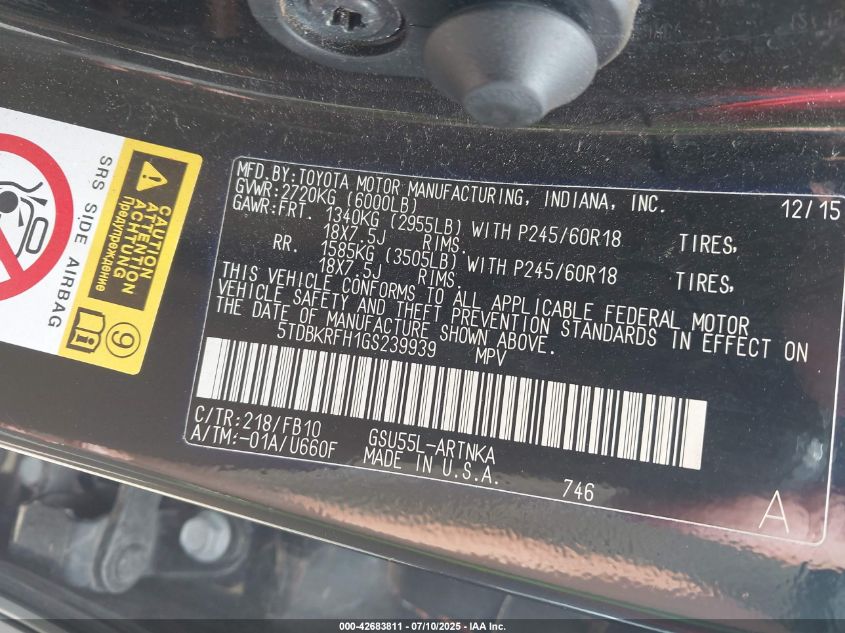 SRS SIDE AIRBAG
CAUTION
ATTENTION
ACHTUNG
Предупреждение
9
MFD.BY:TOYOTA MOTOR MANUFACTURING, INDIANA, INC. 12/15
GVWR:2720KG (6000LB)
GAWR:FRT. 1340KG (2955LB) WITH P245/60R18 TIRES,
18X7.5J RIMS.
RR. 1585KG (3505LB) WITH P245/60R18 TIRES,
18X7.5J RIMS.
THIS VEHICLE CONFORMS TO ALL APPLICABLE FEDERAL MOTOR
VEHICLE SAFETY AND THEFT PREVENTION STANDARDS IN EFFECT ON
THE DATE OF MANUFACTURE SHOWN ABOVE.
5TDBKRFH1GS239939 MPV
C/TR:218/FB10 GSU55L-ARTNKA
A/TM:-01A/U660F MADE IN U.S.A.
746
A
000-42683811 - 07/10/2025 - IAA Inc.